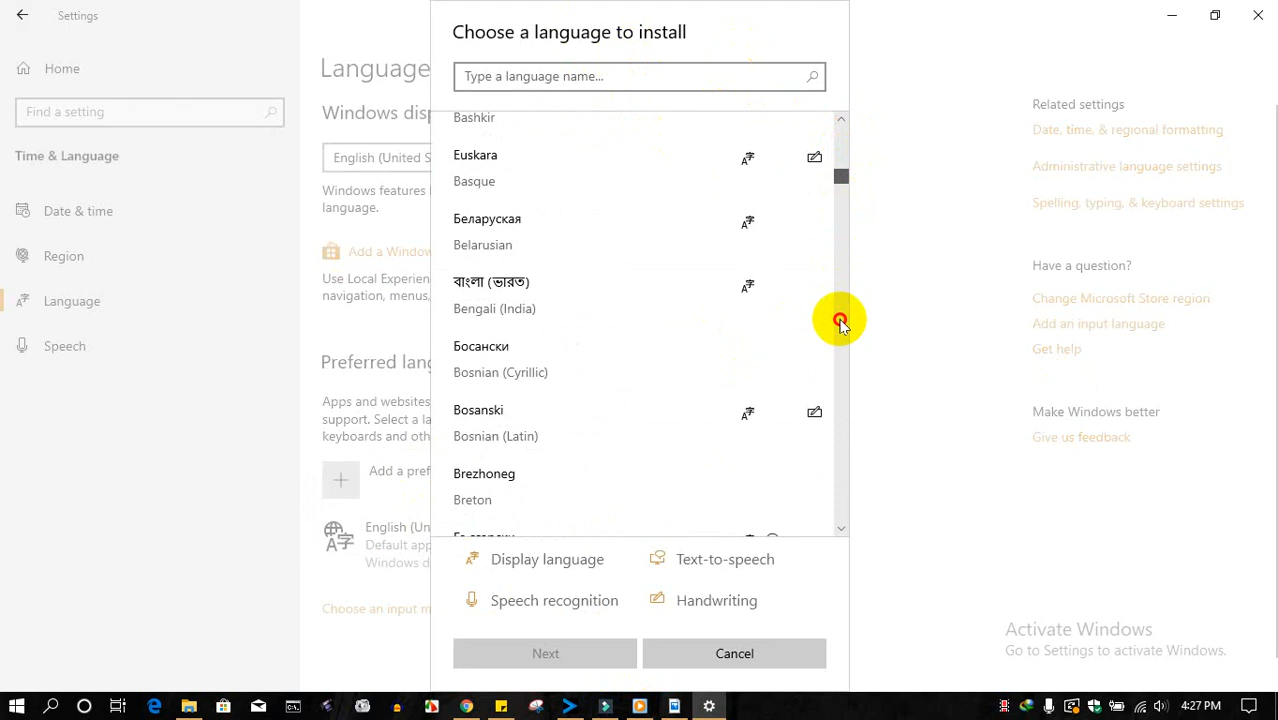 Settings
Home
Find a setting
Time & Language
Date & time
Region
Language
Speech
Language
Windows disp
English (United S
Windows features l
language.
Add a Window
Use Local Experien
navigation, menus,
Preferred lang
Apps and websites
support. Select a la
keyboards and oth
Add a pref
English (Un
Default app
Windows d
Choose an input m
Choose a language to install
Type a language name...
Bashkir
Euskara
Basque
Беларуская
Belarusian
বাংলা (ভারত)
Bengali (India)
Босански
Bosnian (Cyrillic)
Bosanski
Bosnian (Latin)
Brezhoneg
Breton
Display language
Text-to-speech
Speech recognition
Handwriting
Next
Cancel
Related settings
Date, time, & regional formatting
Administrative language settings
Spelling, typing, & keyboard settings
Have a question?
Change Microsoft Store region
Add an input language
Get help
Make Windows better
Give us feedback
Activate Windows
Go to Settings to activate Windows.
4:27 PM